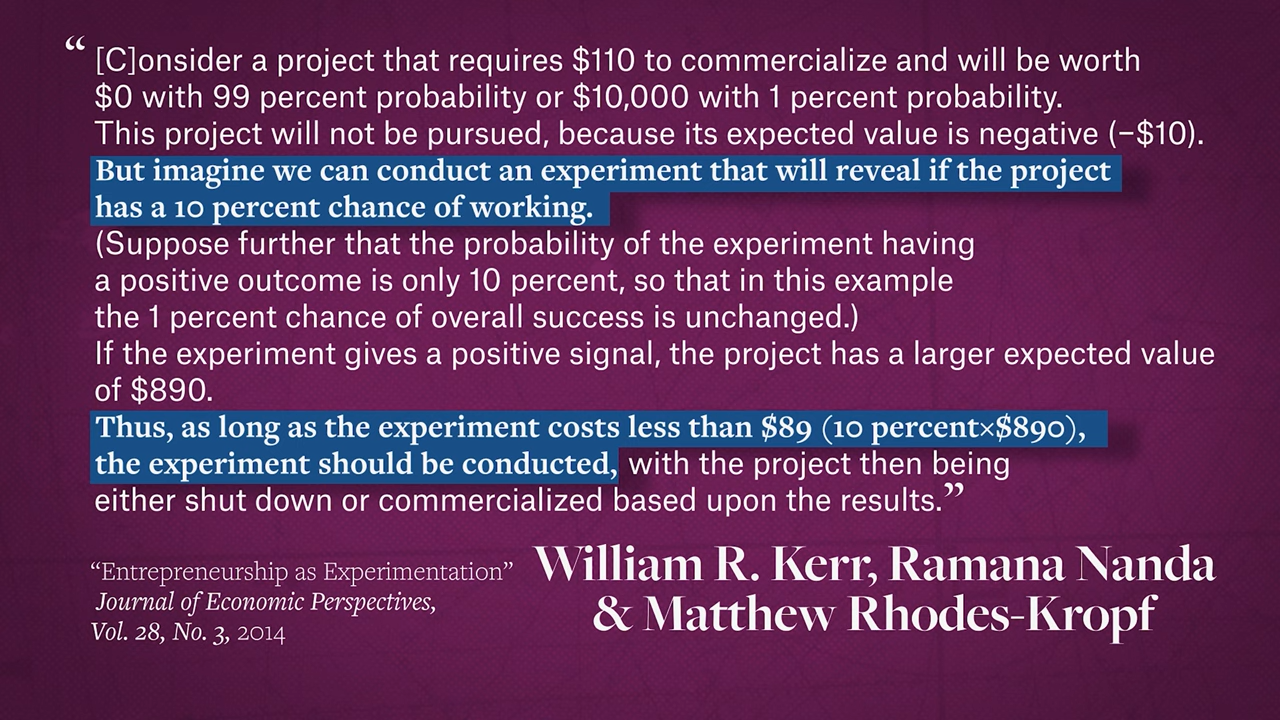 “[C]onsider a project that requires $110 to commercialize and will be worth
$0 with 99 percent probability or $10,000 with 1 percent probability.
This project will not be pursued, because its expected value is negative (−$10).
But imagine we can conduct an experiment that will reveal if the project
has a 10 percent chance of working.
(Suppose further that the probability of the experiment having
a positive outcome is only 10 percent, so that in this example
the 1 percent chance of overall success is unchanged.)
If the experiment gives a positive signal, the project has a larger expected value
of $890.
Thus, as long as the experiment costs less than $89 (10 percent×$890),
the experiment should be conducted, with the project then being
either shut down or commercialized based upon the results.”
“Entrepreneurship as Experimentation”
Journal of Economic Perspectives,
Vol. 28, No. 3, 2014
William R. Kerr, Ramana Nanda
& Matthew Rhodes-Kropf